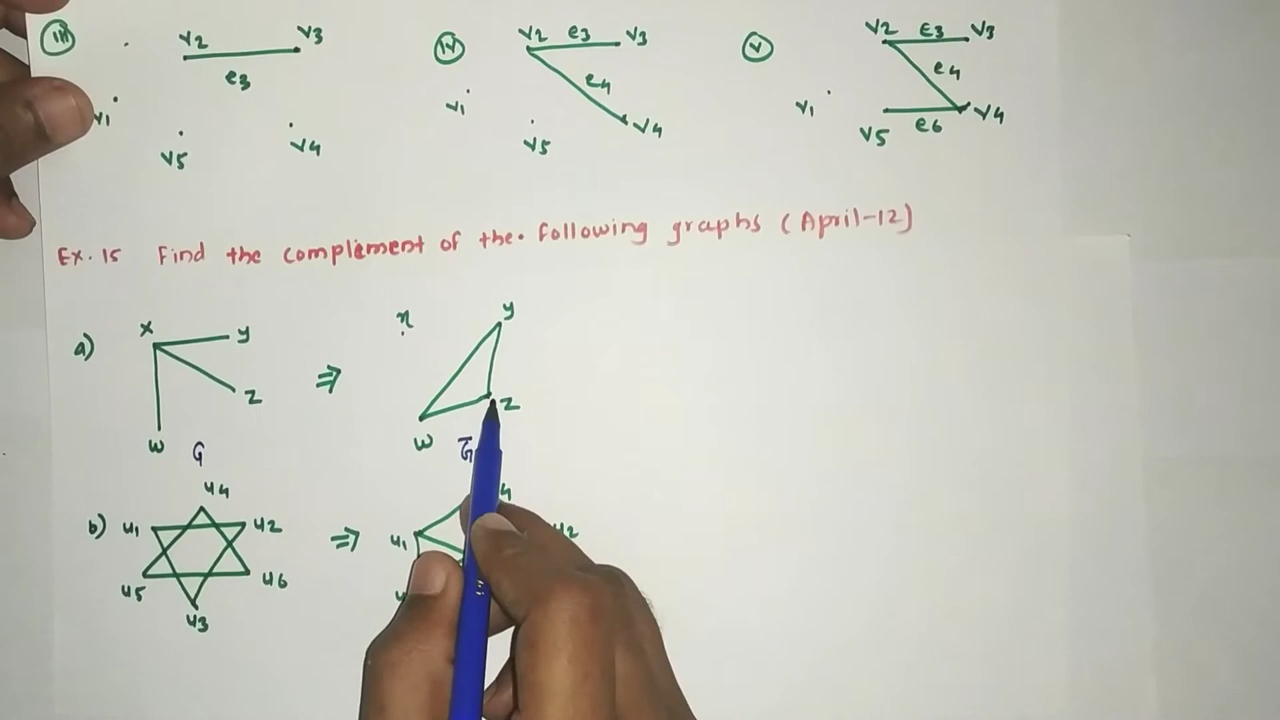 iii v2 v3 iv v2 e3 v3 v v2 E3 v3
e3 e4 e4
v1 v1 v1
v5 v4 v5 v4 v5 e6 v4
Ex. 15 Find the complement of the following graphs (April-12)
a) x y ⇒ x y
z z
w G w G̅
b) u1 u4 u2 ⇒ u1 u2
u5 u6
u3